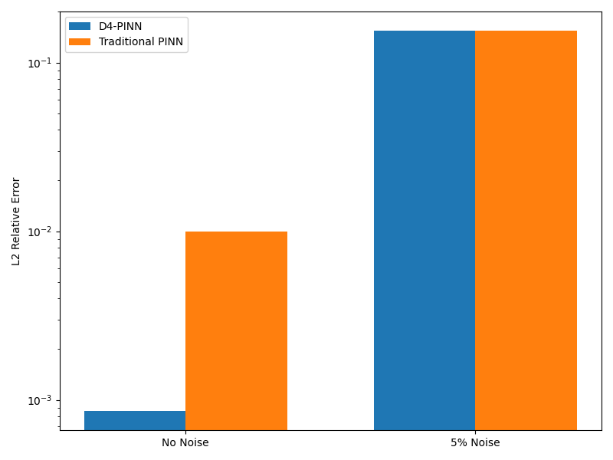 D4-PINN
Traditional PINN
10⁻¹
10⁻²
10⁻³
L2 Relative Error
No Noise
5% Noise